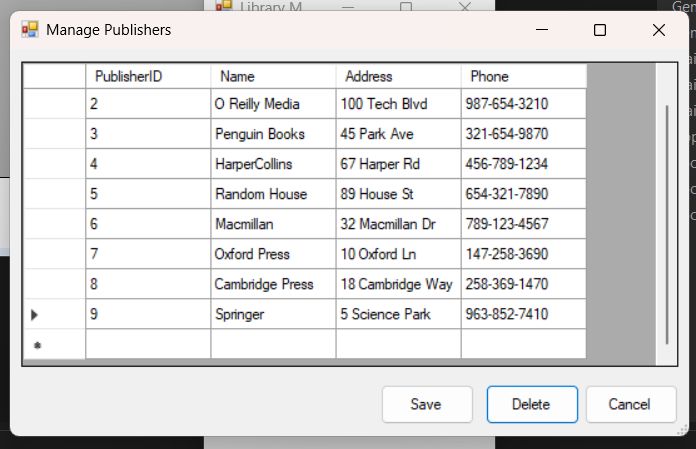 Library M
Manage Publishers
PublisherID Name Address Phone
2 O Reilly Media 100 Tech Blvd 987-654-3210
3 Penguin Books 45 Park Ave 321-654-9870
4 HarperCollins 67 Harper Rd 456-789-1234
5 Random House 89 House St 654-321-7890
6 Macmillan 32 Macmillan Dr 789-123-4567
7 Oxford Press 10 Oxford Ln 147-258-3690
8 Cambridge Press 18 Cambridge Way 258-369-1470
9 Springer 5 Science Park 963-852-7410
Save Delete Cancel